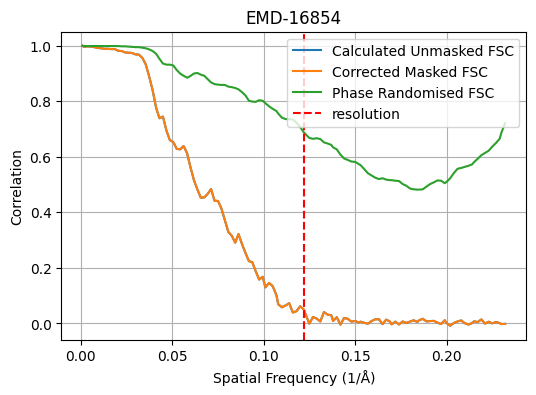 EMD-16854
Calculated Unmasked FSC
Corrected Masked FSC
Phase Randomised FSC
resolution
Correlation
1.0
0.8
0.6
0.4
0.2
0.0
0.00 0.05 0.10 0.15 0.20
Spatial Frequency (1/Å)